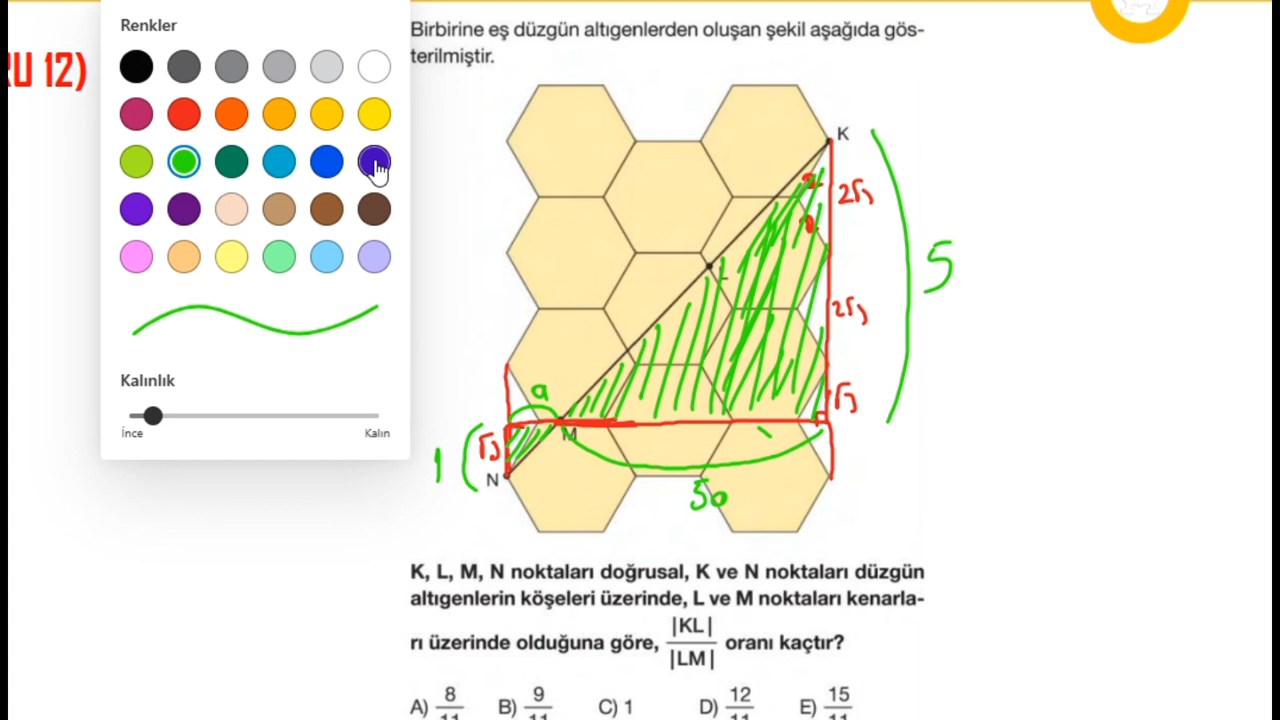 Renkler
RU 12)
Kalınlık
İnce
Kalın
Birbirine eş düzgün altıgenlerden oluşan şekil aşağıda gös-
terilmiştir.
K
2√3
5
L
2√3
a
√3
M
1
√3
N
5a
K, L, M, N noktaları doğrusal, K ve N noktaları düzgün
altıgenlerin köşeleri üzerinde, L ve M noktaları kenarla-
rı üzerinde olduğuna göre, |KL| / |LM| oranı kaçtır?
A) 8/11 B) 9/11 C) 1 D) 12/11 E) 15/11